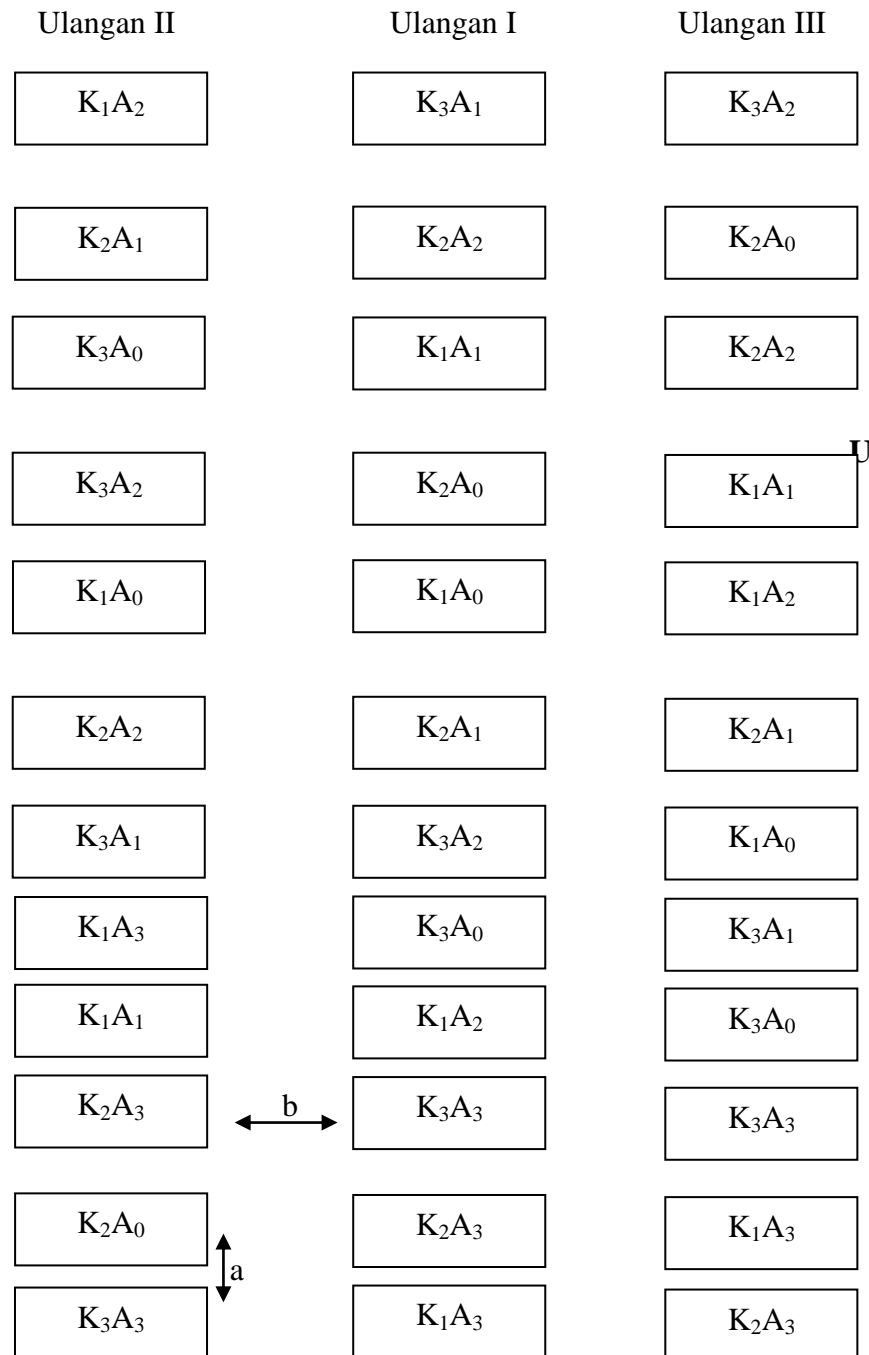 Ulangan II Ulangan I Ulangan III
K₁A₂ K₃A₁ K₃A₂
K₂A₁ K₂A₂ K₂A₀
K₃A₀ K₁A₁ K₂A₂
U
K₃A₂ K₂A₀ K₁A₁
K₁A₀ K₁A₀ K₁A₂
K₂A₂ K₂A₁ K₂A₁
K₃A₁ K₃A₂ K₁A₀
K₁A₃ K₃A₀ K₃A₁
K₁A₁ K₁A₂ K₃A₀
K₂A₃ b K₃A₃ K₃A₃
K₂A₀ K₂A₃ K₁A₃
a
K₃A₃ K₁A₃ K₂A₃